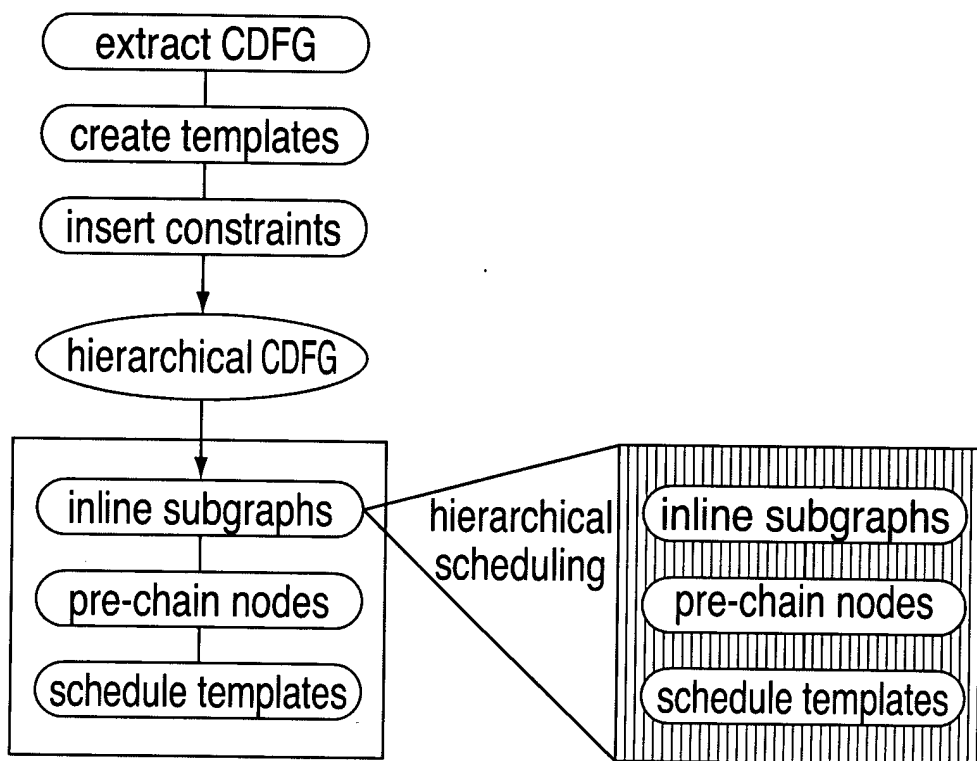 extract CDFG
create templates
insert constraints
hierarchical CDFG
inline subgraphs
pre-chain nodes
schedule templates
hierarchical
scheduling
inline subgraphs
pre-chain nodes
schedule templates